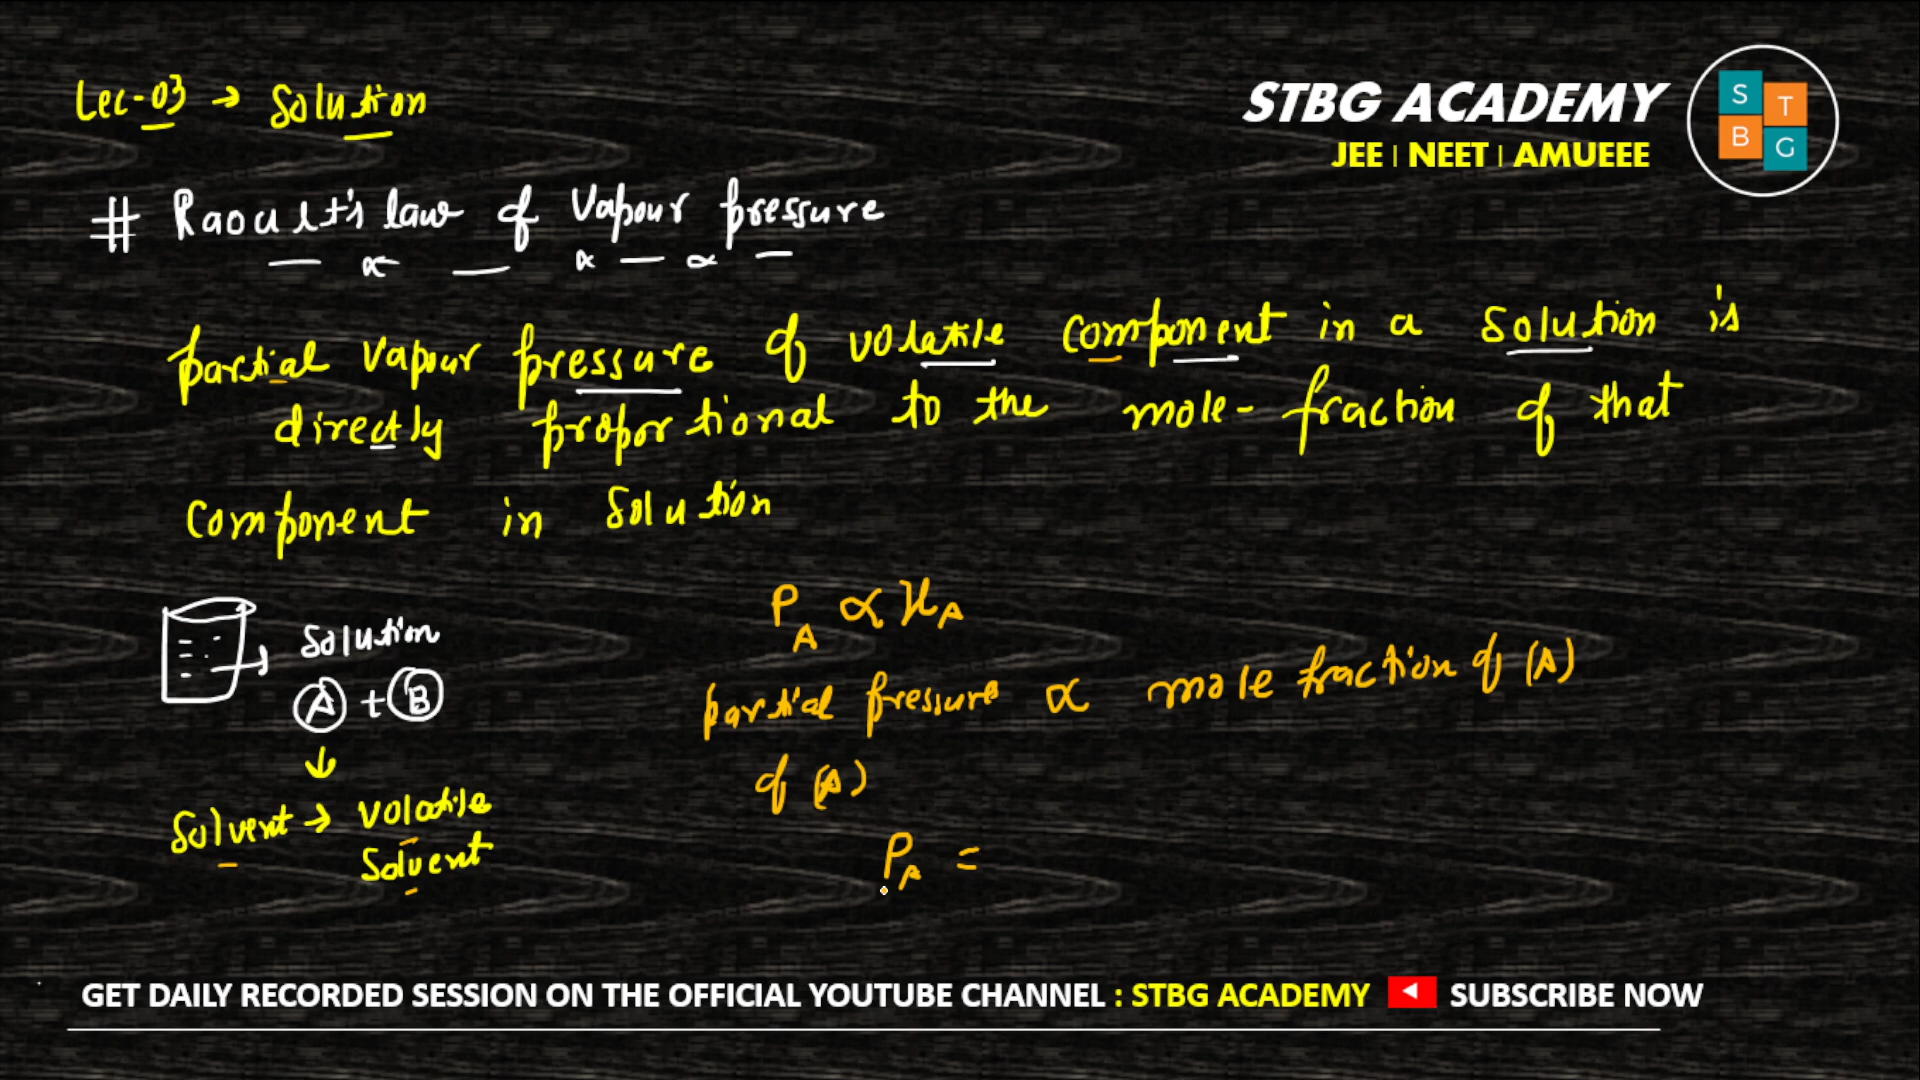 Lec-03 → Solution
STBG ACADEMY
JEE | NEET | AMUEEE
S T
B G
# Raoult's law of Vapour pressure
partial vapour pressure of volatile component in a solution is
directly proportional to the mole-fraction of that
component in solution
Solution
A + B
↓
Solvent → volatile
Solvent
P_A ∝ x_A
partial pressure ∝ mole fraction of (A)
of (A)
P_A =
GET DAILY RECORDED SESSION ON THE OFFICIAL YOUTUBE CHANNEL : STBG ACADEMY SUBSCRIBE NOW